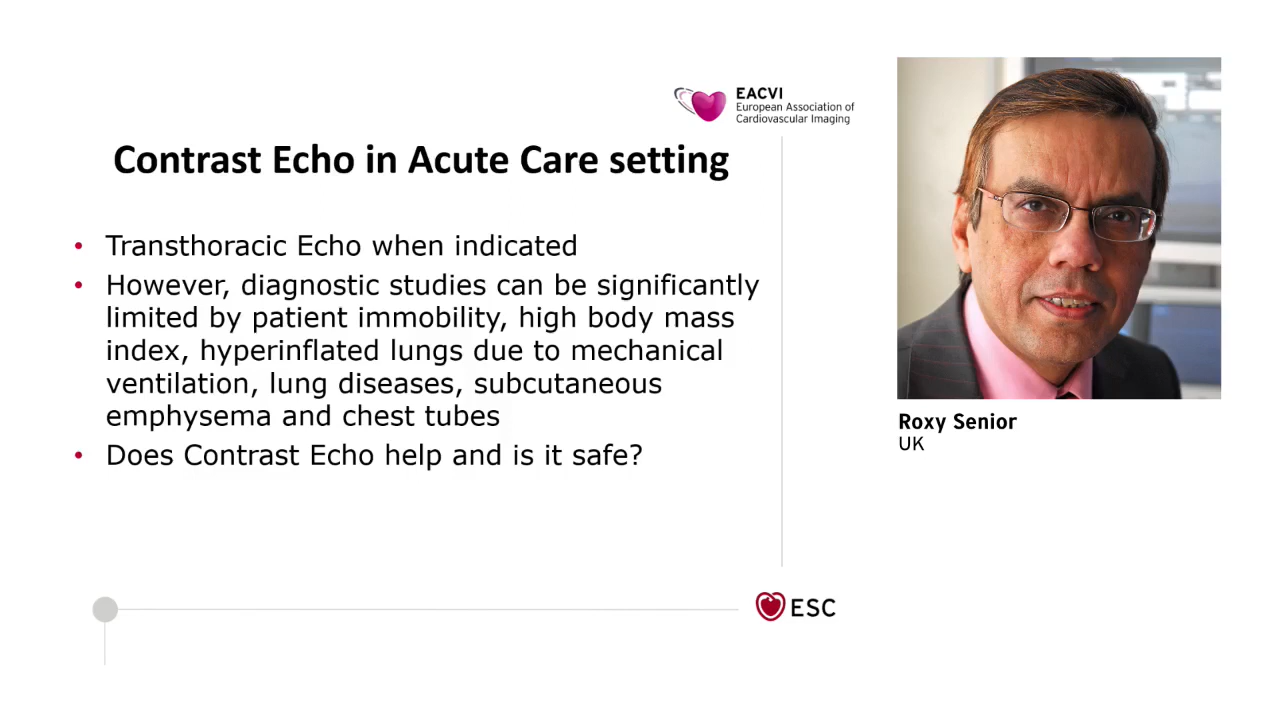 EACVI
European Association of
Cardiovascular Imaging
Contrast Echo in Acute Care setting
• Transthoracic Echo when indicated
• However, diagnostic studies can be significantly
limited by patient immobility, high body mass
index, hyperinflated lungs due to mechanical
ventilation, lung diseases, subcutaneous
emphysema and chest tubes
• Does Contrast Echo help and is it safe?
Roxy Senior
UK
ESC